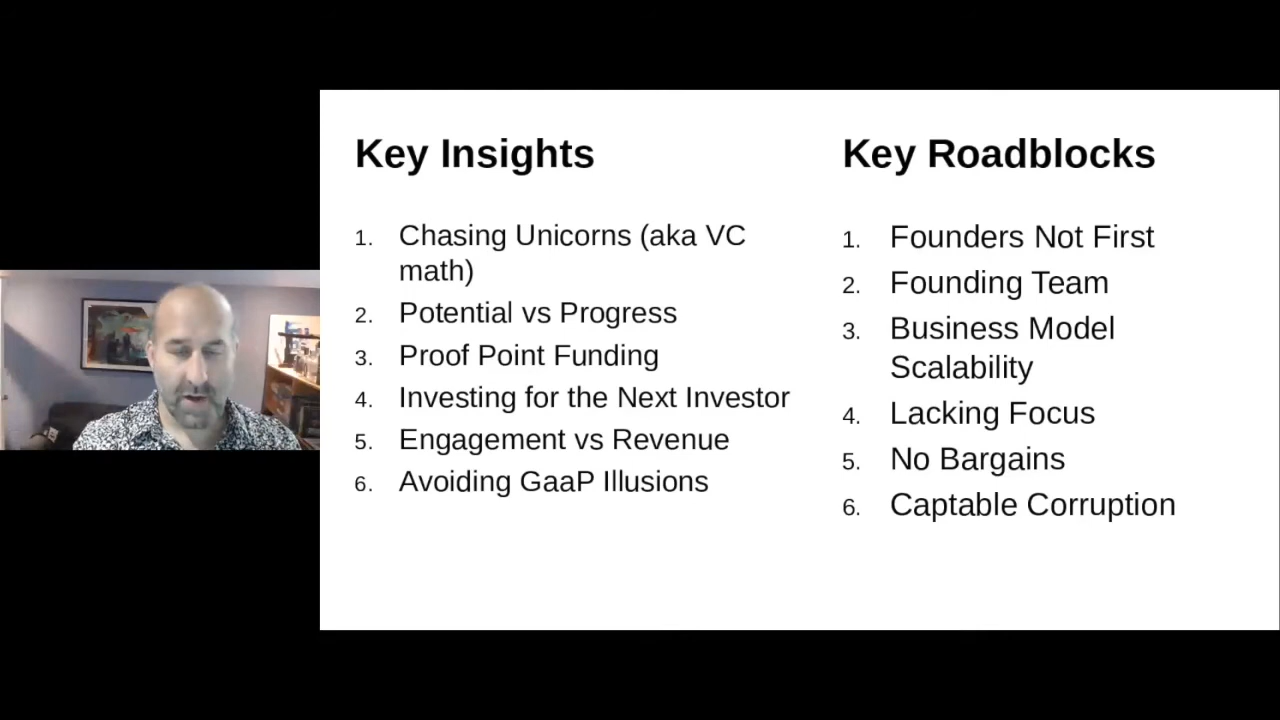 Key Insights
1. Chasing Unicorns (aka VC
math)
2. Potential vs Progress
3. Proof Point Funding
4. Investing for the Next Investor
5. Engagement vs Revenue
6. Avoiding GaaP Illusions
Key Roadblocks
1. Founders Not First
2. Founding Team
3. Business Model
Scalability
4. Lacking Focus
5. No Bargains
6. Captable Corruption